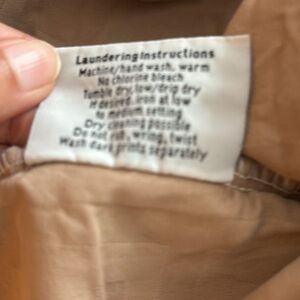 Laundering Instructions
Machine/hand wash, warm
No chlorine bleach
Tumble dry, low/drip dry
If desired, iron at low
to medium setting
Dry cleaning possible
Do not rub, wring, twist
Wash dark prints separately